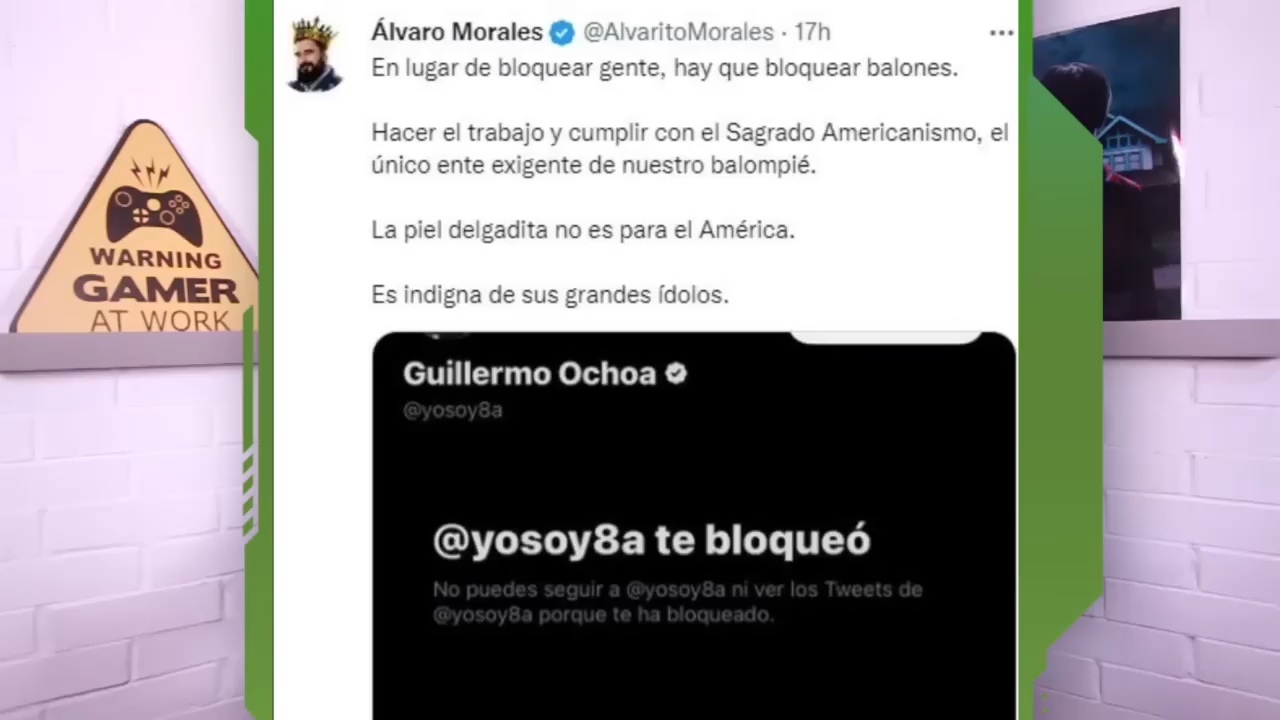 Álvaro Morales @AlvaritoMorales · 17h
En lugar de bloquear gente, hay que bloquear balones.
Hacer el trabajo y cumplir con el Sagrado Americanismo, el
único ente exigente de nuestro balompié.
La piel delgadita no es para el América.
Es indigna de sus grandes ídolos.
Guillermo Ochoa
@yosoy8a
@yosoy8a te bloqueó
No puedes seguir a @yosoy8a ni ver los Tweets de
@yosoy8a porque te ha bloqueado.
WARNING
GAMER
AT WORK